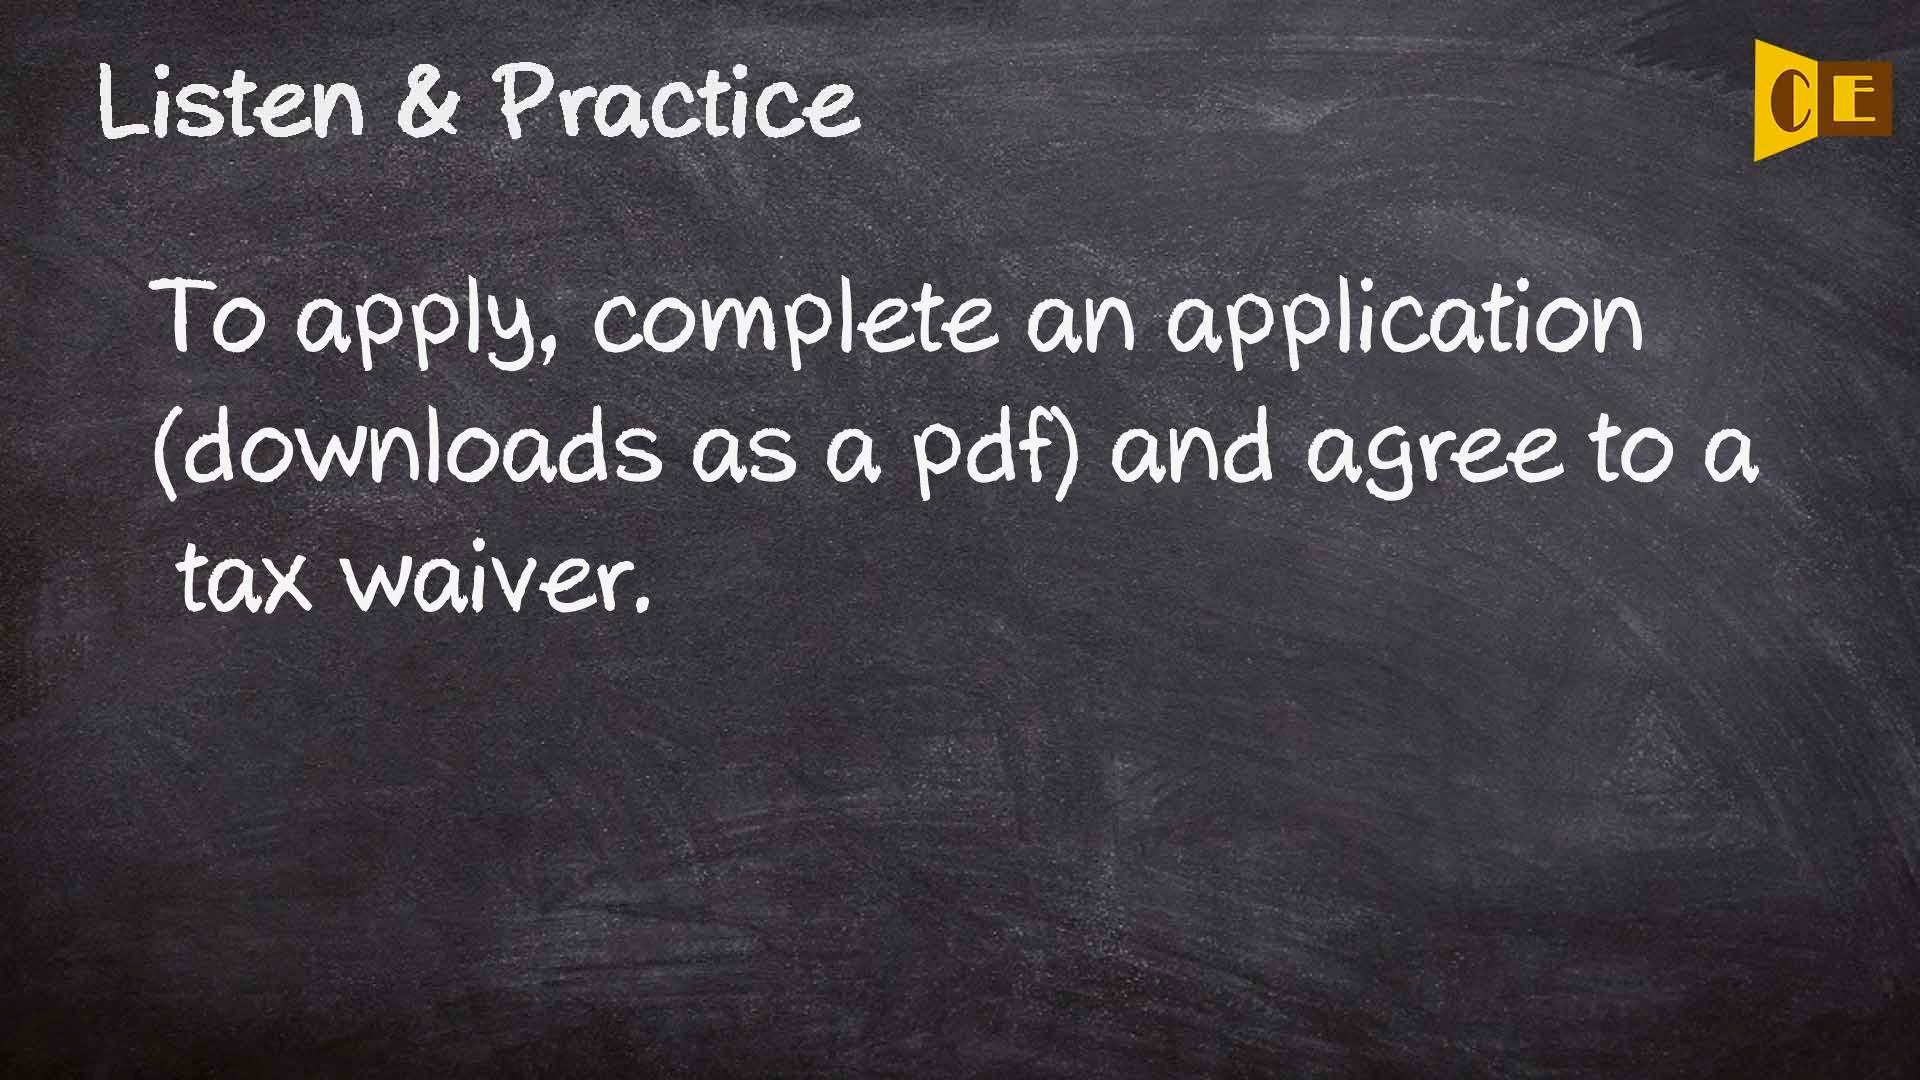 Listen & Practice
CE
To apply, complete an application
(downloads as a pdf) and agree to a
tax waiver.